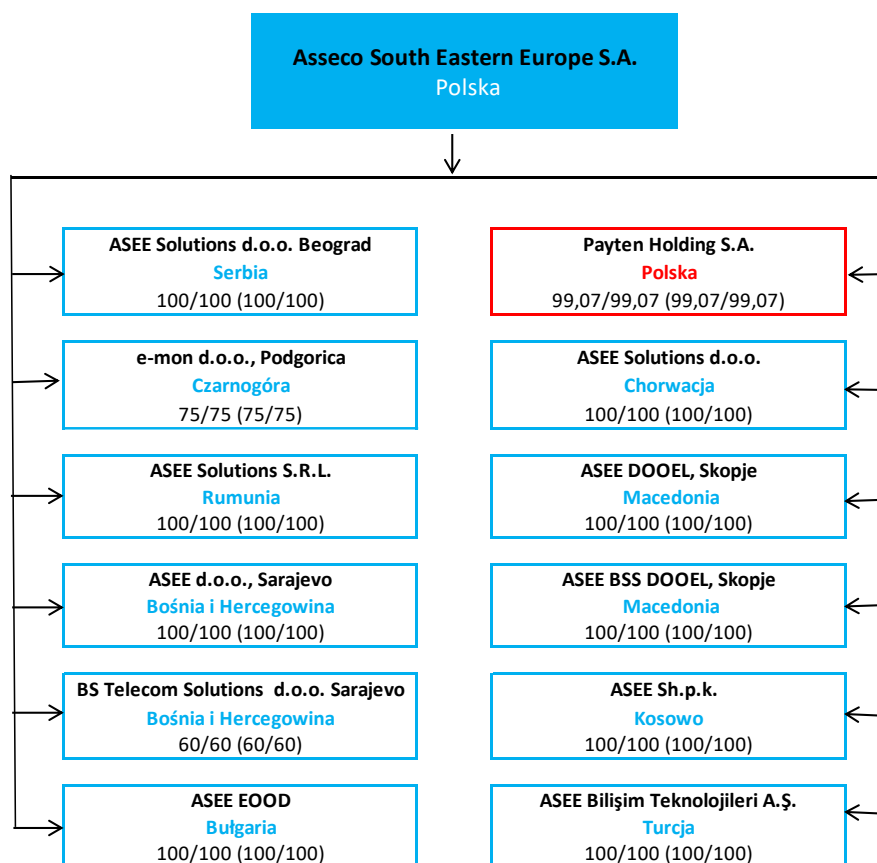 Asseco South Eastern Europe S.A.
Polska
ASEE Solutions d.o.o. Beograd
Serbia
100/100 (100/100)
Payten Holding S.A.
Polska
99,07/99,07 (99,07/99,07)
e-mon d.o.o., Podgorica
Czarnogóra
75/75 (75/75)
ASEE Solutions d.o.o.
Chorwacja
100/100 (100/100)
ASEE Solutions S.R.L.
Rumunia
100/100 (100/100)
ASEE DOOEL, Skopje
Macedonia
100/100 (100/100)
ASEE d.o.o., Sarajevo
Bośnia i Hercegowina
100/100 (100/100)
ASEE BSS DOOEL, Skopje
Macedonia
100/100 (100/100)
BS Telecom Solutions  d.o.o. Sarajevo
Bośnia i Hercegowina
60/60 (60/60)
ASEE Sh.p.k.
Kosowo
100/100 (100/100)
ASEE EOOD
Bułgaria
100/100 (100/100)
ASEE Bilişim Teknolojileri A.Ş.
Turcja
100/100 (100/100)